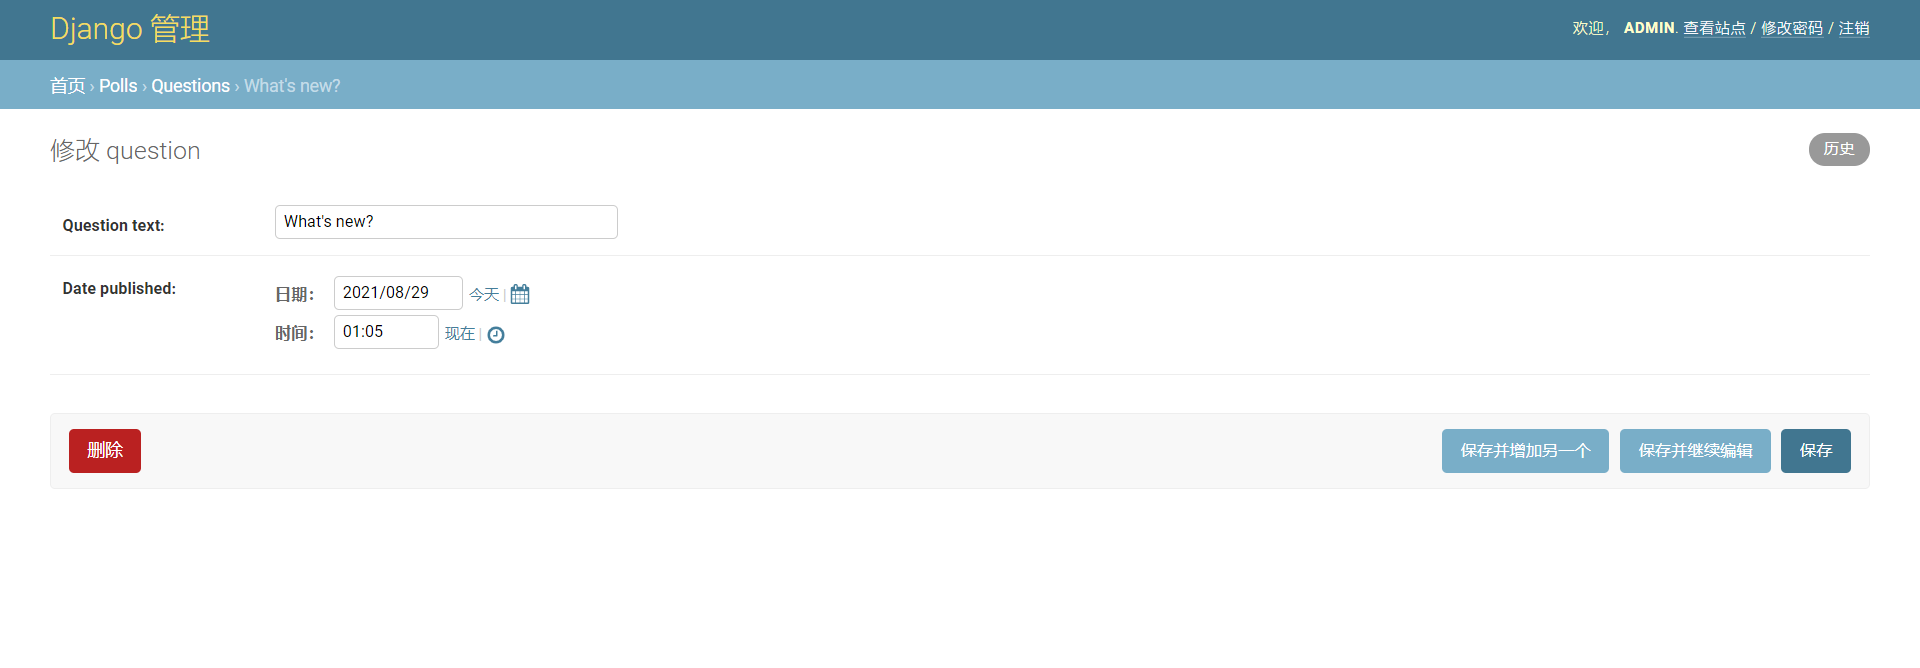 Django 管理
欢迎， ADMIN. 查看站点 / 修改密码 / 注销
首页 › Polls › Questions › What's new?
修改 question
历史
Question text:
What's new?
Date published:
日期： 2021/08/29 今天 |
时间： 01:05 现在 |
删除
保存并增加另一个
保存并继续编辑
保存